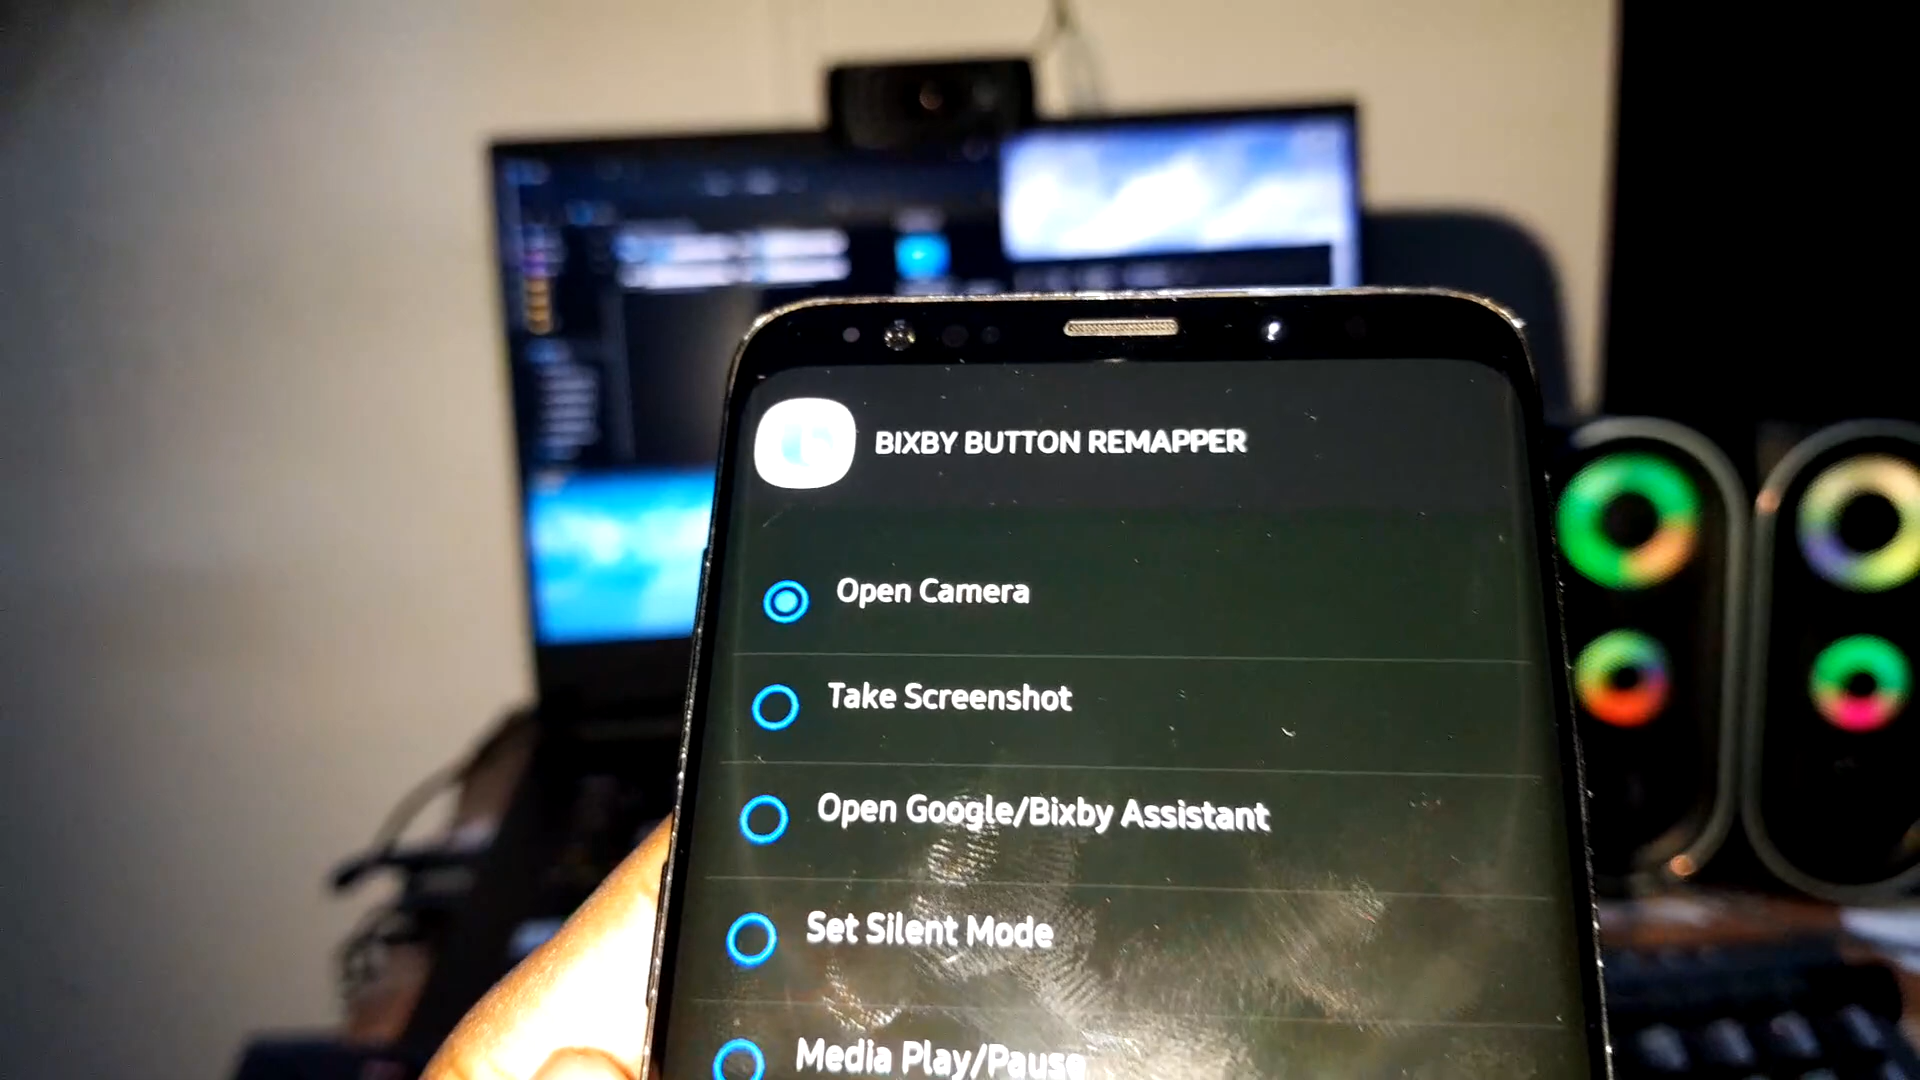 BIXBY BUTTON REMAPPER
Open Camera
Take Screenshot
Open Google/Bixby Assistant
Set Silent Mode
Media Play/Pause